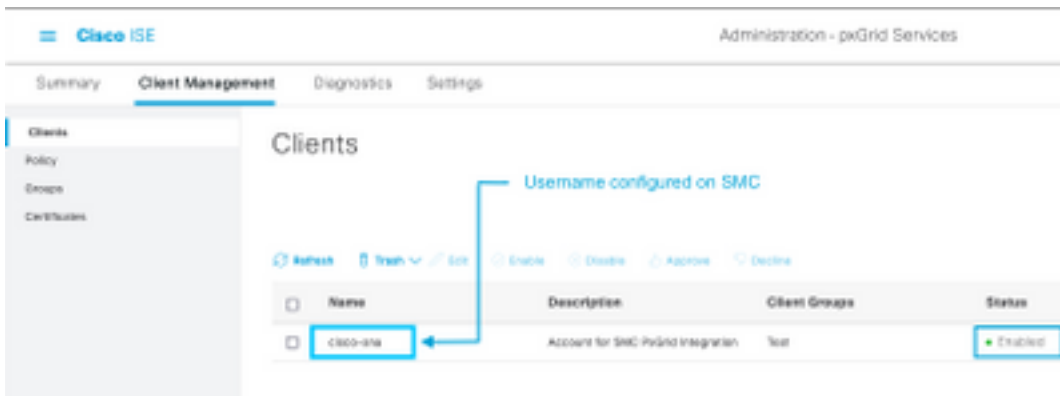 Cisco ISE
Administration - pxGrid Services
Summary Client Management Diagnostics Settings
Clients
Policy
Groups
Certificates
Clients
Username configured on SMC
Refresh Trash Edit Enable Disable Approve Decline
Name Description Client Groups Status
cisco-sna Account for SMC PxGrid Integration Test Enabled